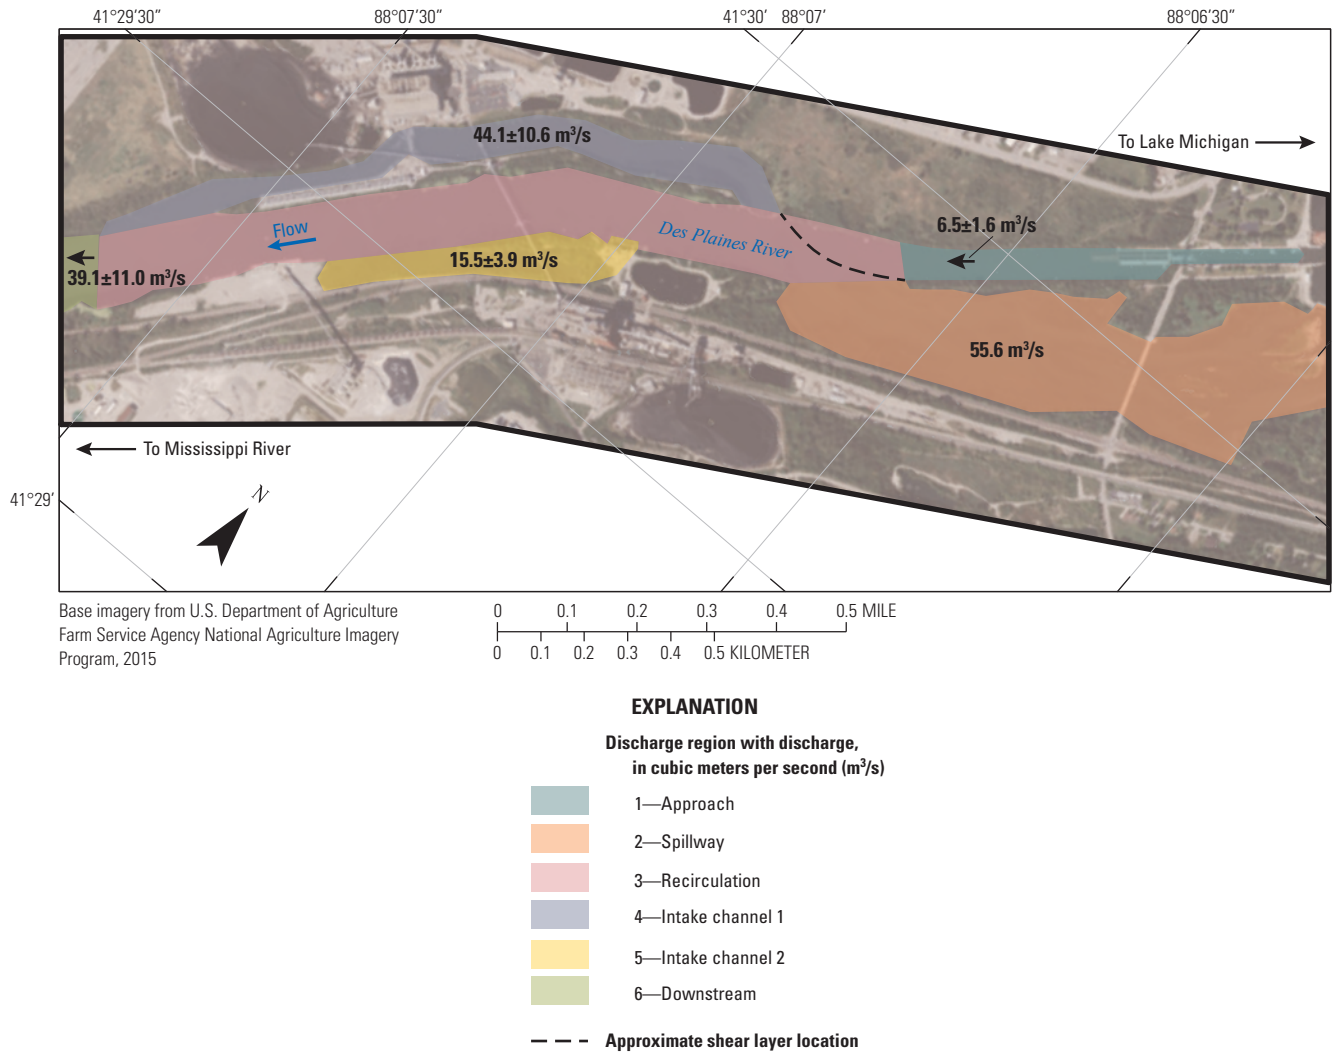 41°29’30” 88°07’30” 41°30’ 88°07’ 88°06’30”
44.1±10.6 m³/s
To Lake Michigan
6.5±1.6 m³/s
Flow
Des Plaines River
15.5±3.9 m³/s
39.1±11.0 m³/s
55.6 m³/s
To Mississippi River
41°29’
N
Base imagery from U.S. Department of Agriculture
Farm Service Agency National Agriculture Imagery
Program, 2015
0 0.1 0.2 0.3 0.4 0.5 MILE
0 0.1 0.2 0.3 0.4 0.5 KILOMETER
EXPLANATION
Discharge region with discharge,
in cubic meters per second (m³/s)
1—Approach
2—Spillway
3—Recirculation
4—Intake channel 1
5—Intake channel 2
6—Downstream
Approximate shear layer location